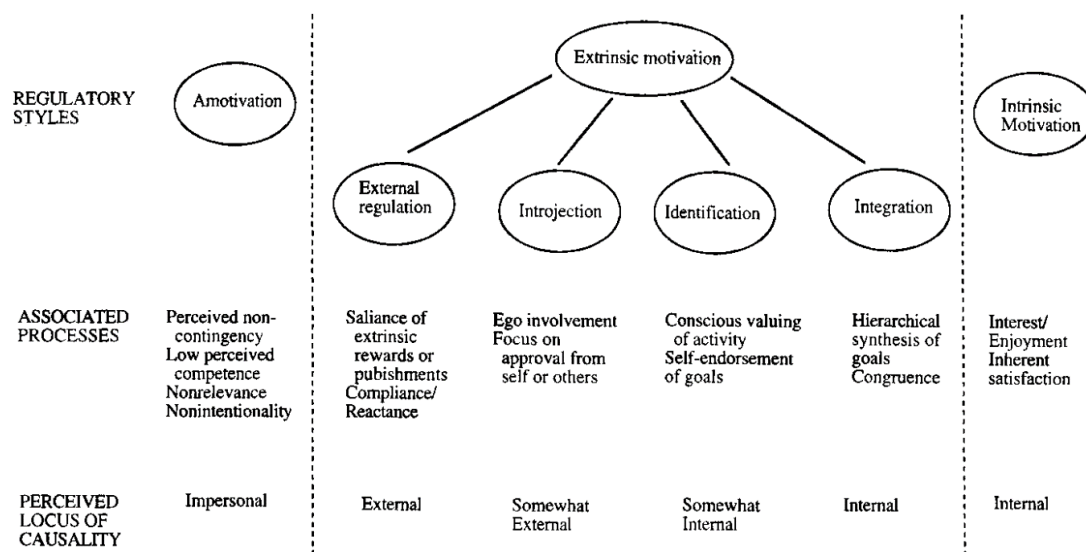 Extrinsic motivation
REGULATORY
STYLES
Amotivation
Intrinsic
Motivation
External
regulation
Introjection
Identification
Integration
ASSOCIATED
PROCESSES
Perceived non-
contingency
Low perceived
competence
Nonrelevance
Nonintentionality
Saliance of
extrinsic
rewards or
pubishments
Compliance/
Reactance
Ego involvement
Focus on
approval from
self or others
Conscious valuing
of activity
Self-endorsement
of goals
Hierarchical
synthesis of
goals
Congruence
Interest/
Enjoyment
Inherent
satisfaction
PERCEIVED
LOCUS OF
CAUSALITY
Impersonal
External
Somewhat
External
Somewhat
Internal
Internal
Internal